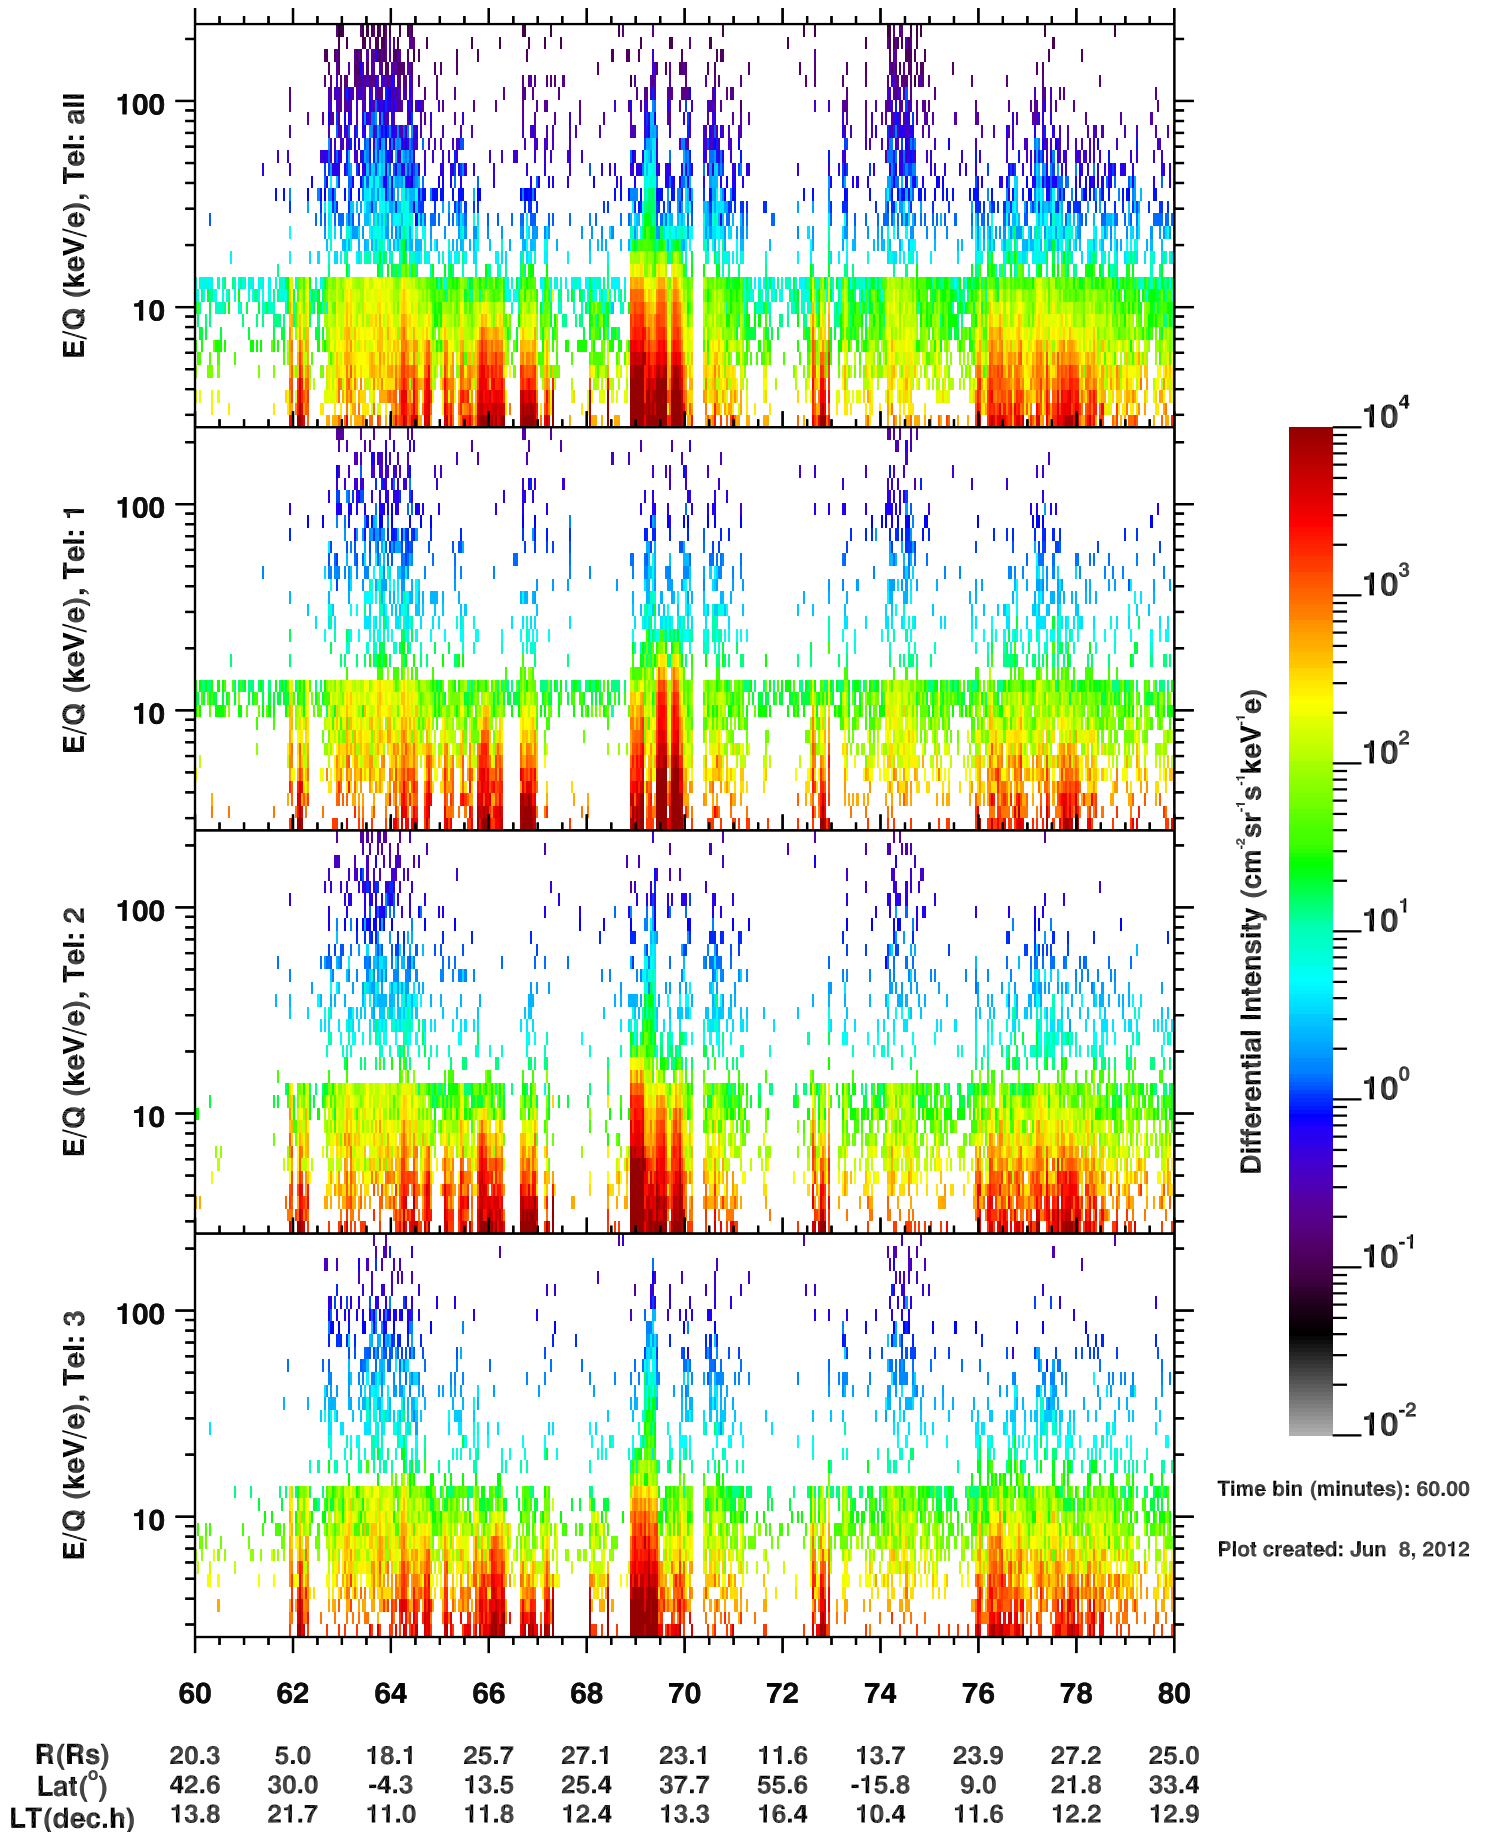 E/Q (keV/e), Tel: all
100
10
E/Q (keV/e), Tel: 1
100
10
E/Q (keV/e), Tel: 2
100
10
E/Q (keV/e), Tel: 3
100
10
10^4
10^3
10^2
10^1
10^0
10^-1
10^-2
Differential Intensity (cm^-2 sr^-1 s^-1 keV^-1 e)
Time bin (minutes): 60.00
Plot created: Jun 8, 2012
60 62 64 66 68 70 72 74 76 78 80
R(Rs) 20.3 5.0 18.1 25.7 27.1 23.1 11.6 13.7 23.9 27.2 25.0
Lat(°) 42.6 30.0 -4.3 13.5 25.4 37.7 55.6 -15.8 9.0 21.8 33.4
LT(dec.h) 13.8 21.7 11.0 11.8 12.4 13.3 16.4 10.4 11.6 12.2 12.9